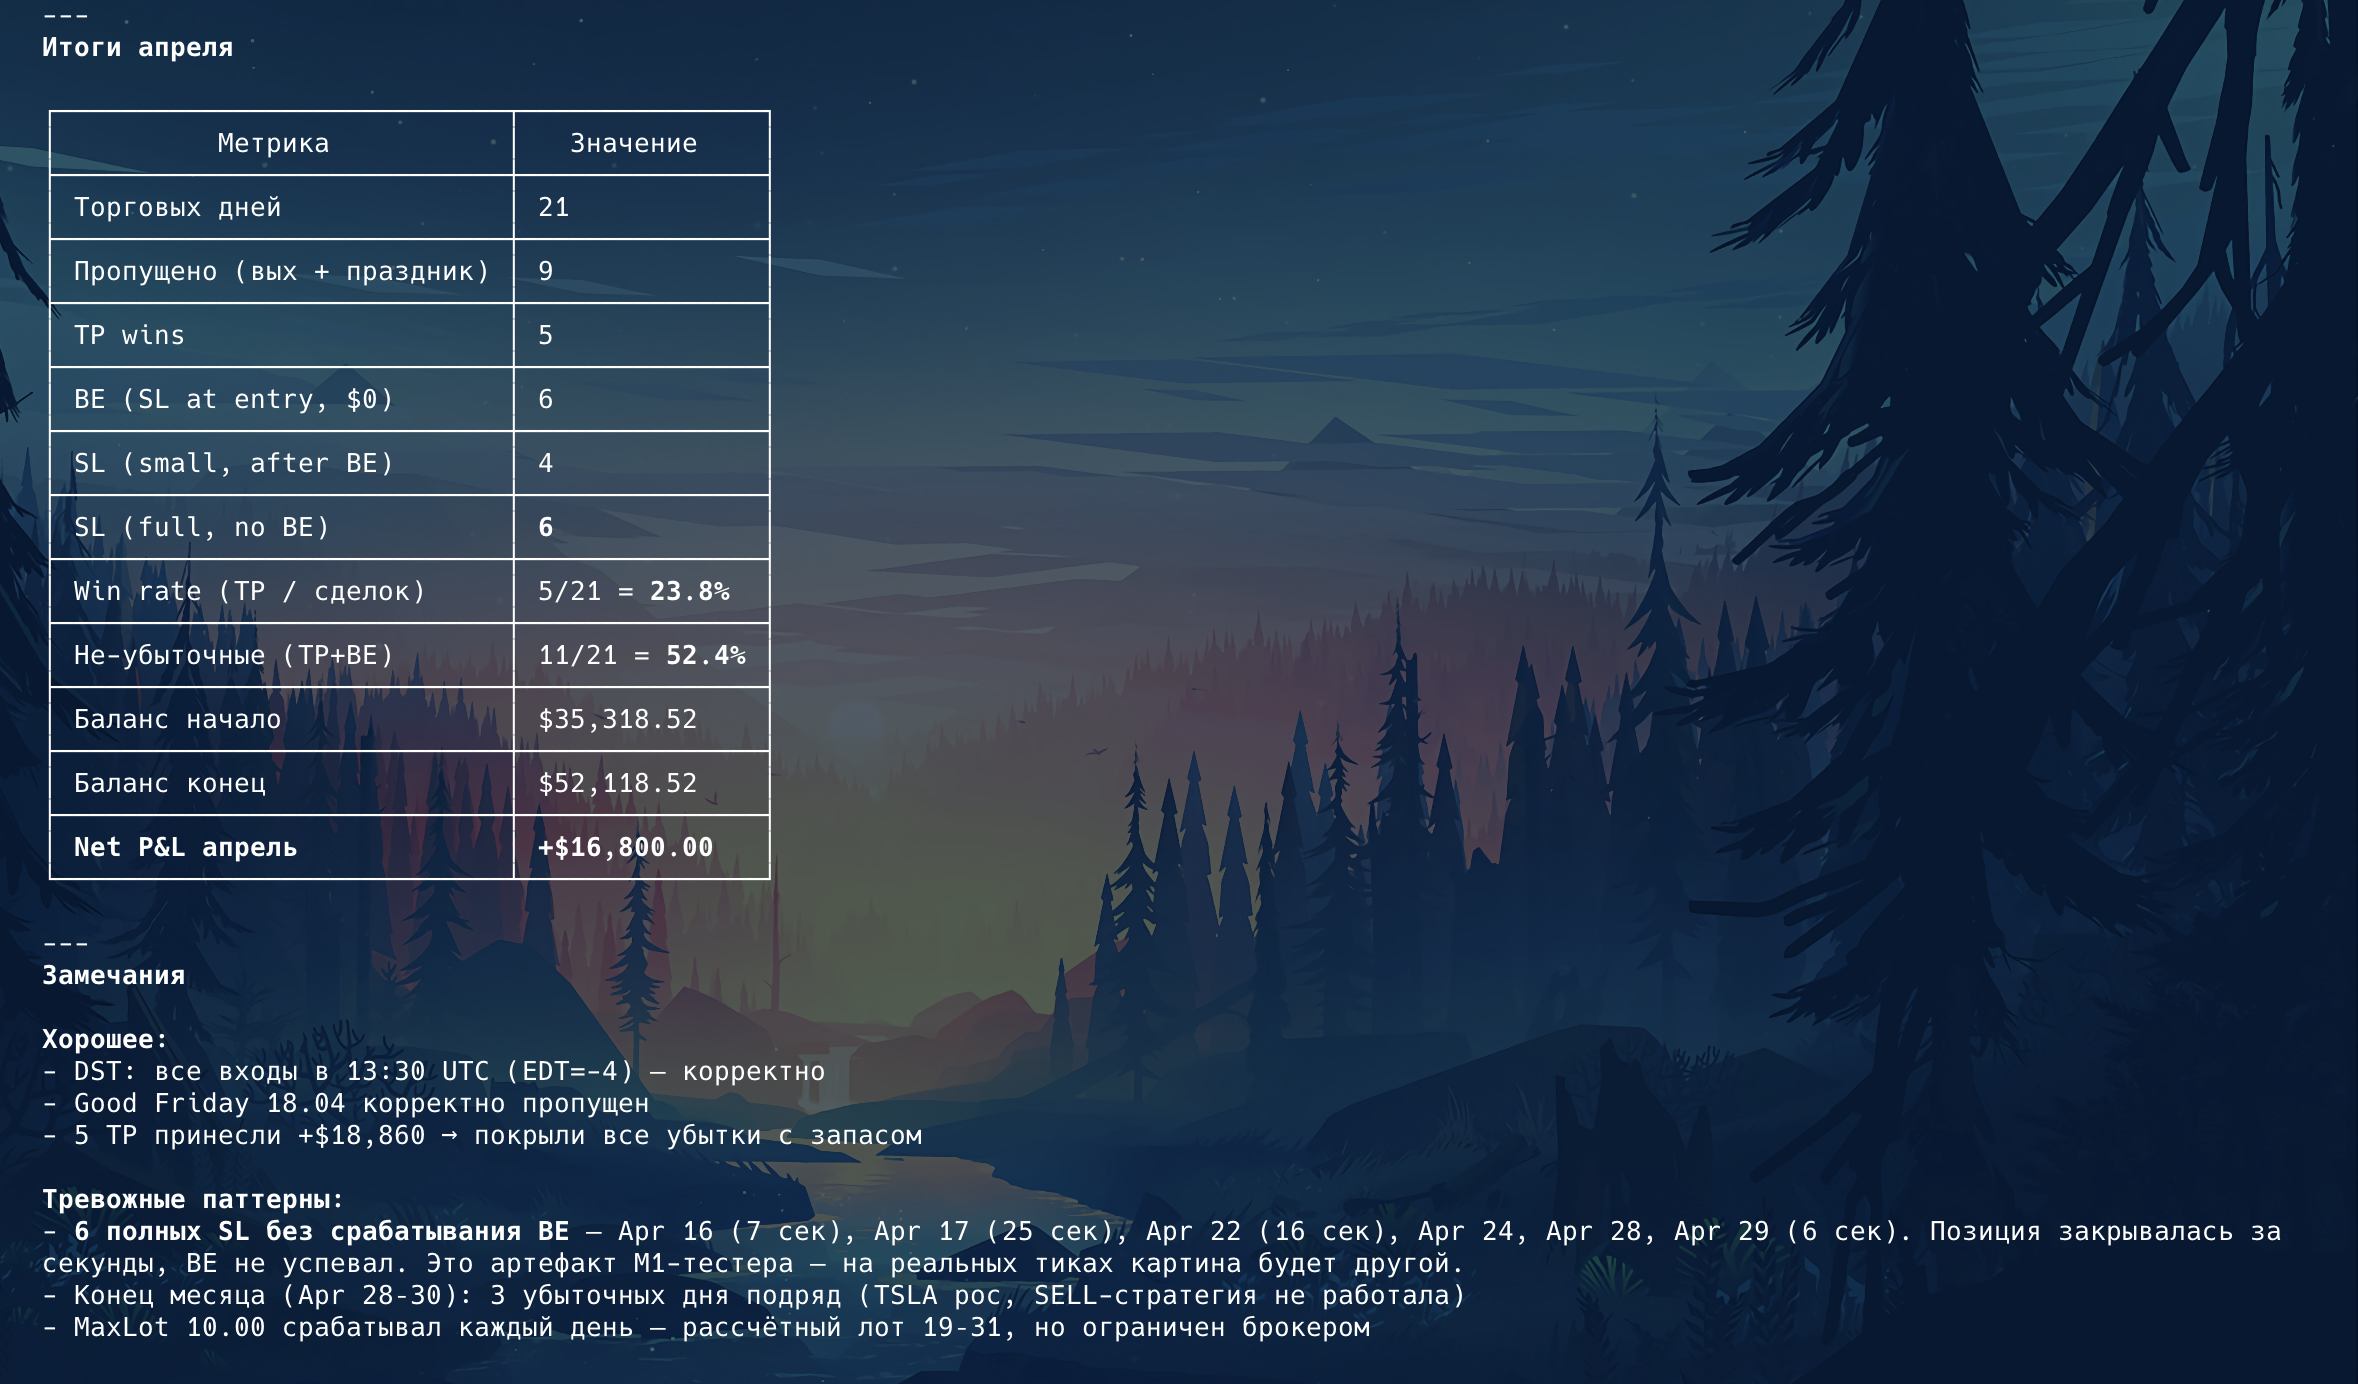 ---
Итоги апреля
Метрика Значение
Торговых дней 21
Пропущено (вых + праздник) 9
TP wins 5
BE (SL at entry, $0) 6
SL (small, after BE) 4
SL (full, no BE) 6
Win rate (TP / сделок) 5/21 = 23.8%
Не-убыточные (TP+BE) 11/21 = 52.4%
Баланс начало $35,318.52
Баланс конец $52,118.52
Net P&L апрель +$16,800.00
---
Замечания
Хорошее:
- DST: все входы в 13:30 UTC (EDT=-4) — корректно
- Good Friday 18.04 корректно пропущен
- 5 TP принесли +$18,860 → покрыли все убытки с запасом
Тревожные паттерны:
- 6 полных SL без срабатывания BE — Apr 16 (7 сек), Apr 17 (25 сек), Apr 22 (16 сек), Apr 24, Apr 28, Apr 29 (6 сек). Позиция закрывалась за
секунды, BE не успевал. Это артефакт M1-тестера — на реальных тиках картина будет другой.
- Конец месяца (Apr 28-30): 3 убыточных дня подряд (TSLA рос, SELL-стратегия не работала)
- MaxLot 10.00 срабатывал каждый день — рассчётный лот 19-31, но ограничен брокером